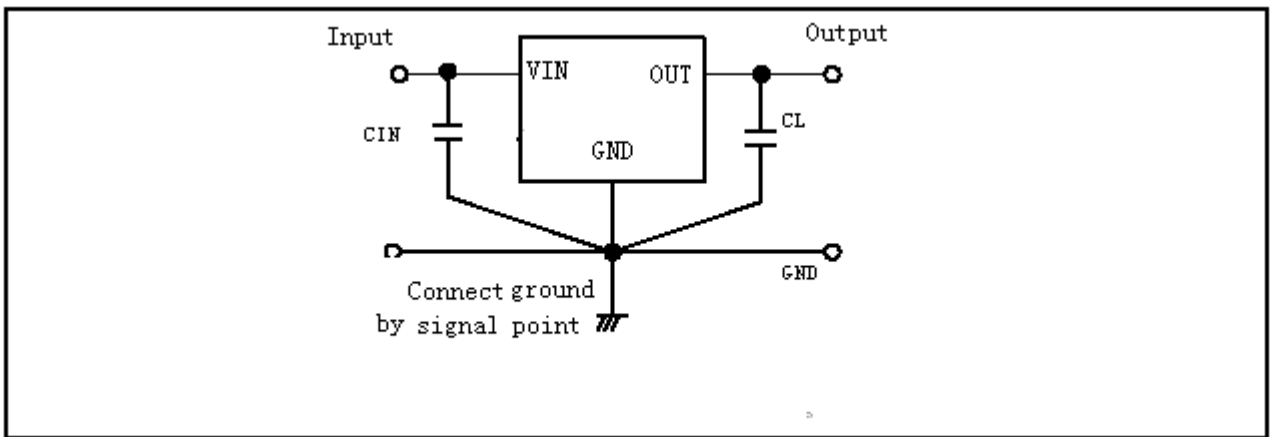 Input
Output
VIN
OUT
CIN
CL
GND
GND
Connect ground
by signal point